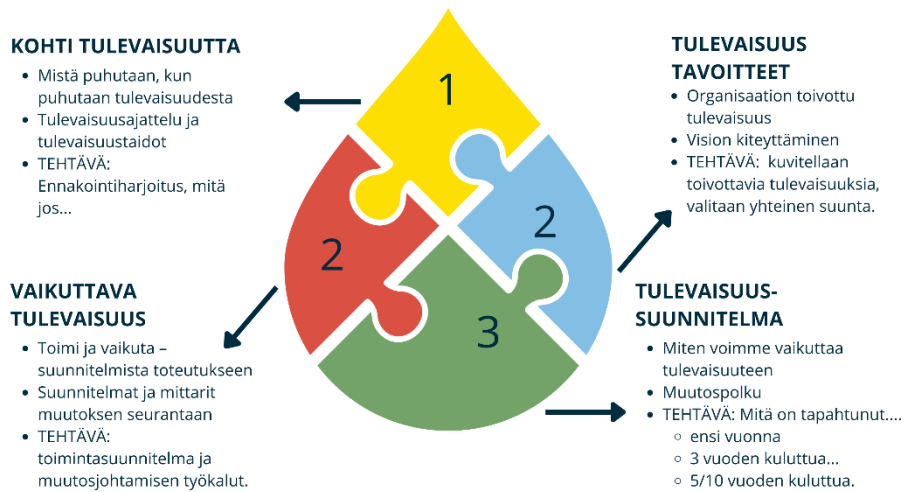 KOHTI TULEVAISUUTTA
• Mistä puhutaan, kun
puhutaan tulevaisuudesta
• Tulevaisuusajattelu ja
tulevaisuustaidot
• TEHTÄVÄ:
Ennakointiharjoitus, mitä
jos...
1
TULEVAISUUS
TAVOITTEET
• Organisaation toivottu
tulevaisuus
• Vision kiteyttäminen
• TEHTÄVÄ: kuvitellaan
toivottavia tulevaisuuksia,
valitaan yhteinen suunta.
2
2
VAIKUTTAVA
TULEVAISUUS
• Toimi ja vaikuta –
suunnitelmista toteutukseen
• Suunnitelmat ja mittarit
muutoksen seurantaan
• TEHTÄVÄ:
toimintasuunnitelma ja
muutosjohtamisen työkalut.
3
TULEVAISUUS-
SUUNNITELMA
• Miten voimme vaikuttaa
tulevaisuuteen
• Muutospolku
• TEHTÄVÄ: Mitä on tapahtunut....
○ ensi vuonna
○ 3 vuoden kuluttua...
○ 5/10 vuoden kuluttua.